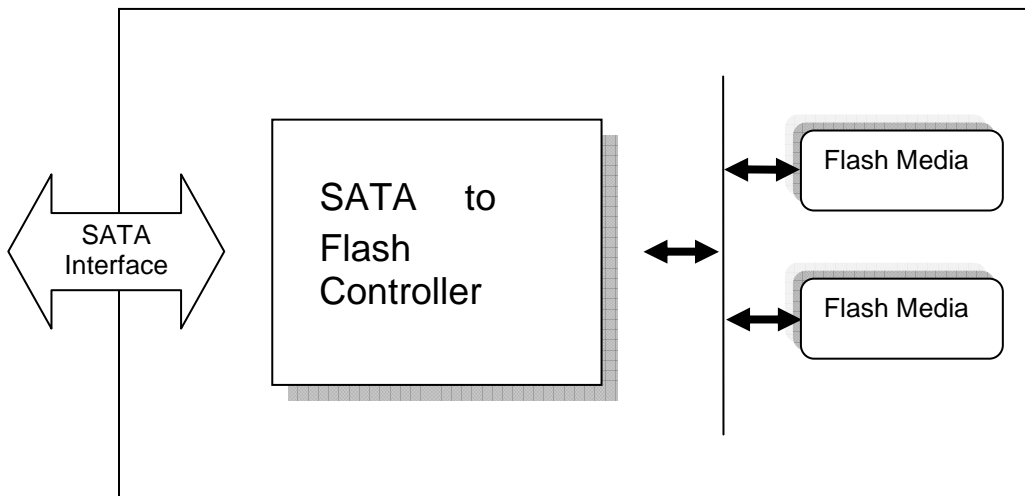 SATA
Interface
SATA to
Flash
Controller
Flash Media
Flash Media